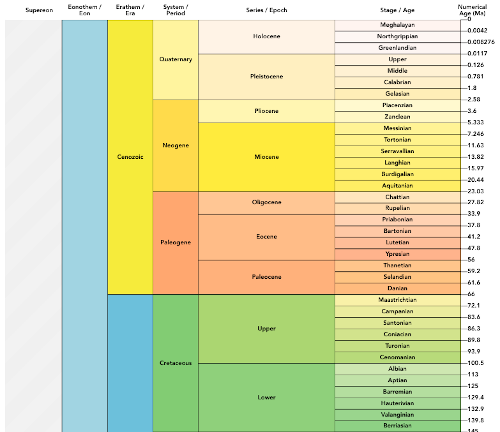 Supereon
Eonothem / Eon
Erathem / Era
System / Period
Series / Epoch
Stage / Age
Numerical Age (Ma)
0
Meghalayan
0.0042
Northgrippian
0.008276
Greenlandian
Holocene
0.0117
Upper
0.126
Middle
0.781
Calabrian
1.8
Gelasian
Pleistocene
Quaternary
2.58
Piacenzian
3.6
Zanclean
Pliocene
5.333
Messinian
7.246
Tortonian
11.63
Serravallian
13.82
Langhian
15.97
Burdigalian
20.44
Aquitanian
Miocene
Neogene
23.03
Chattian
27.82
Rupelian
Oligocene
33.9
Priabonian
37.8
Bartonian
41.2
Lutetian
47.8
Ypresian
Eocene
56
Thanetian
59.2
Selandian
61.6
Danian
Paleocene
Paleogene
Cenozoic
66
Maastrichtian
72.1
Campanian
83.6
Santonian
86.3
Coniacian
89.8
Turonian
93.9
Cenomanian
Upper
100.5
Albian
113
Aptian
125
Barremian
129.4
Hauterivian
132.9
Valanginian
139.8
Berriasian
Lower
Cretaceous
145